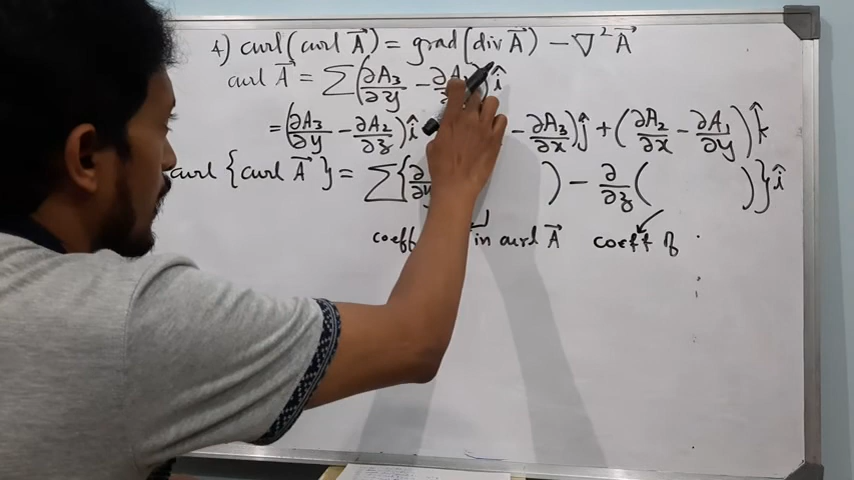 4) curl (curl A⃗) = grad (div A⃗) − ∇²A⃗
curl A⃗ = ∑(∂A₃/∂y − ∂A₂/∂z) î
= (∂A₃/∂y − ∂A₂/∂z) î − ∂A₃/∂x) ĵ + (∂A₂/∂x − ∂A₁/∂y) k̂
curl {curl A⃗} = ∑{∂/∂y ) − ∂/∂z ( )} î
coeff in curl A⃗ coeff of